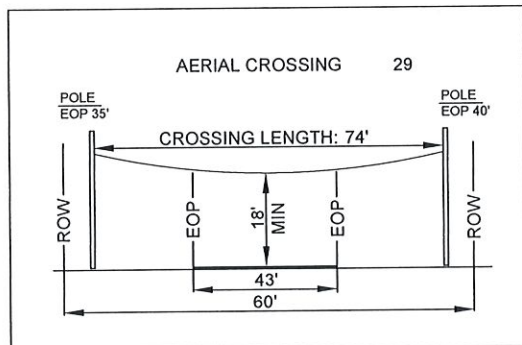 AERIAL CROSSING 29
POLE
EOP 35'
POLE
EOP 40'
CROSSING LENGTH: 74'
ROW
EOP
18'
MIN
EOP
ROW
43'
60'